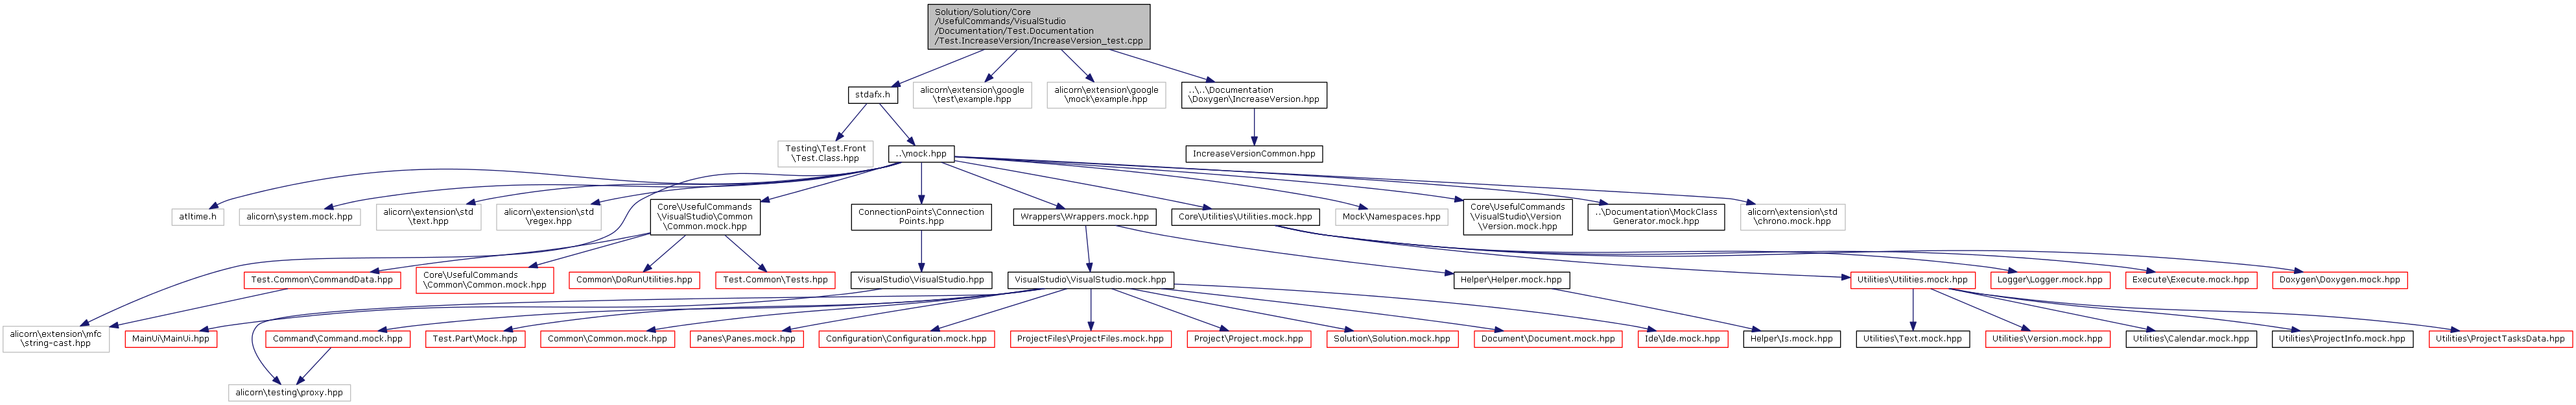 Solution/Solution/Core
/UsefulCommands/VisualStudio
/Documentation/Test.Documentation
/Test.IncreaseVersion/IncreaseVersion_test.cpp
stdafx.h
alicorn\extension\google
\test\example.hpp
alicorn\extension\google
\mock\example.hpp
..\..\Documentation
\Doxygen\IncreaseVersion.hpp
Testing\Test.Front
\Test.Class.hpp
..\mock.hpp
IncreaseVersionCommon.hpp
atltime.h
alicorn\system.mock.hpp
alicorn\extension\std
\text.hpp
alicorn\extension\std
\regex.hpp
Core\UsefulCommands
\VisualStudio\Common
\Common.mock.hpp
ConnectionPoints\Connection
Points.hpp
Wrappers\Wrappers.mock.hpp
Core\Utilities\Utilities.mock.hpp
Mock\Namespaces.hpp
Core\UsefulCommands
\VisualStudio\Version
\Version.mock.hpp
..\Documentation\MockClass
Generator.mock.hpp
alicorn\extension\std
\chrono.mock.hpp
Test.Common\CommandData.hpp
Core\UsefulCommands
\Common\Common.mock.hpp
Common\DoRunUtilities.hpp
Test.Common\Tests.hpp
VisualStudio\VisualStudio.hpp
VisualStudio\VisualStudio.mock.hpp
Helper\Helper.mock.hpp
Utilities\Utilities.mock.hpp
Logger\Logger.mock.hpp
Execute\Execute.mock.hpp
Doxygen\Doxygen.mock.hpp
alicorn\extension\mfc
\string-cast.hpp
MainUi\MainUi.hpp
Command\Command.mock.hpp
Test.Part\Mock.hpp
Common\Common.mock.hpp
Panes\Panes.mock.hpp
Configuration\Configuration.mock.hpp
ProjectFiles\ProjectFiles.mock.hpp
Project\Project.mock.hpp
Solution\Solution.mock.hpp
Document\Document.mock.hpp
Ide\Ide.mock.hpp
Helper\Is.mock.hpp
Utilities\Text.mock.hpp
Utilities\Version.mock.hpp
Utilities\Calendar.mock.hpp
Utilities\ProjectInfo.mock.hpp
Utilities\ProjectTasksData.hpp
alicorn\testing\proxy.hpp